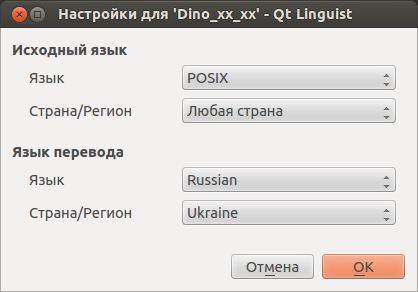 Настройки для 'Dino_xx_xx' - Qt Linguist
Исходный язык
Язык POSIX
Страна/Регион Любая страна
Язык перевода
Язык Russian
Страна/Регион Ukraine
Отмена OK